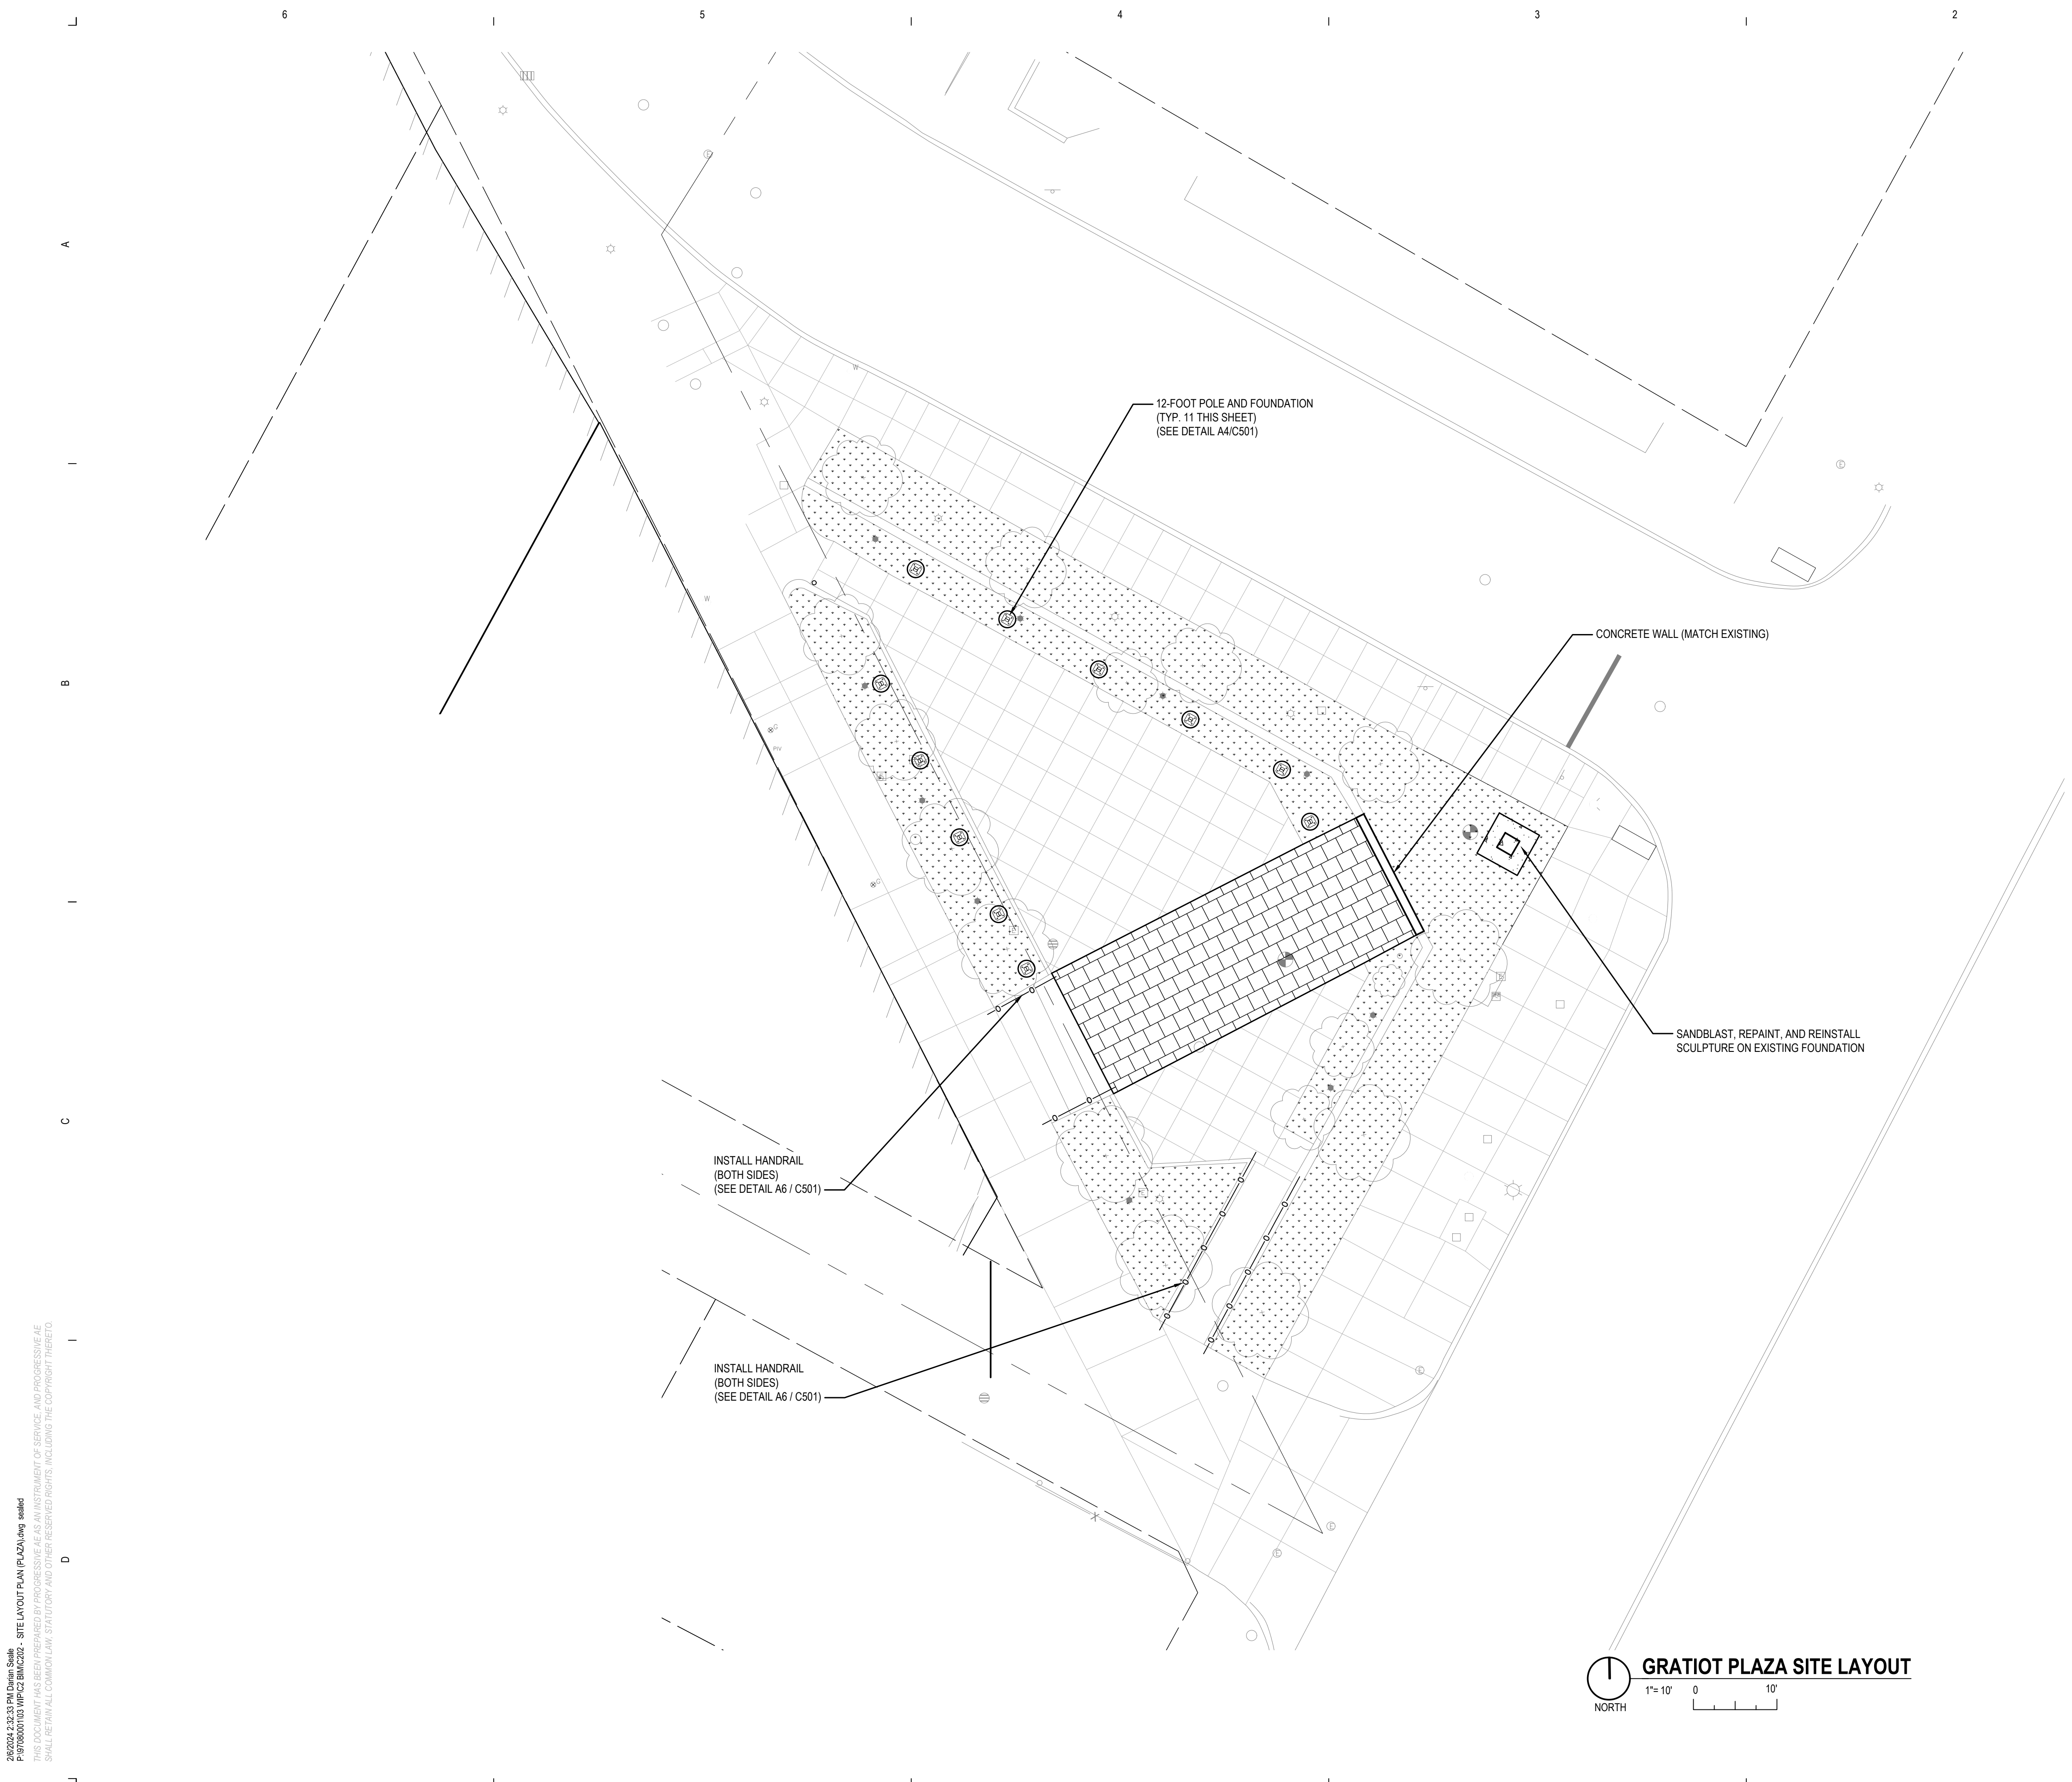 6 5 4 3 2
A
12-FOOT POLE AND FOUNDATION
(TYP. 11 THIS SHEET)
(SEE DETAIL A4/C501)
W
E
E
W
CONCRETE WALL (MATCH EXISTING)
B
G
PIV
G
SANDBLAST, REPAINT, AND REINSTALL
SCULPTURE ON EXISTING FOUNDATION
C
INSTALL HANDRAIL
(BOTH SIDES)
(SEE DETAIL A6 / C501)
E
INSTALL HANDRAIL
(BOTH SIDES)
(SEE DETAIL A6 / C501)
E
E
E
D
GRATIOT PLAZA SITE LAYOUT
1"= 10' 0 10'
NORTH
2/6/2024 2:32:33 PM Darian Seale
P:\97080001\03 WIP\C2 BIM\C202 - SITE LAYOUT PLAN (PLAZA).dwg sealed
THIS DOCUMENT HAS BEEN PREPARED BY PROGRESSIVE AE AS AN INSTRUMENT OF SERVICE, AND PROGRESSIVE AE
SHALL RETAIN ALL COMMON LAW, STATUTORY AND OTHER RESERVED RIGHTS, INCLUDING THE COPYRIGHT THERETO.